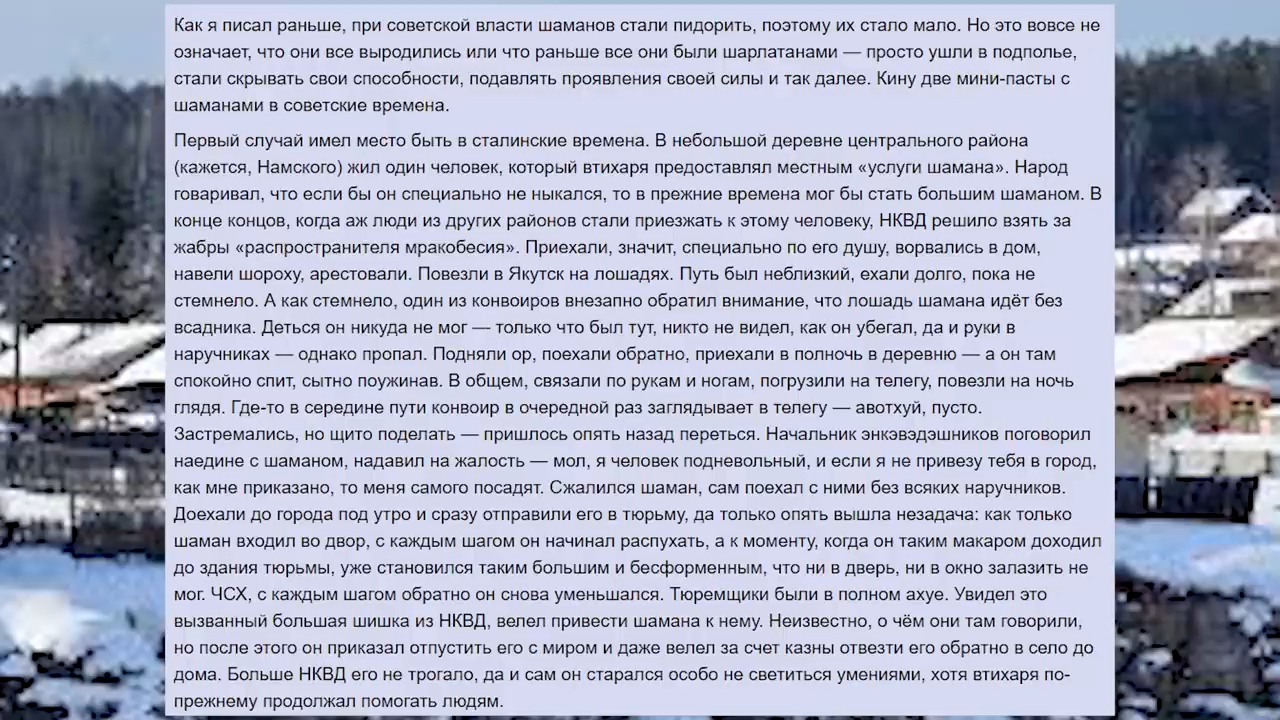 Как я писал раньше, при советской власти шаманов стали пидорить, поэтому их стало мало. Но это вовсе не
означает, что они все выродились или что раньше все они были шарлатанами — просто ушли в подполье,
стали скрывать свои способности, подавлять проявления своей силы и так далее. Кину две мини-пасты с
шаманами в советские времена.
Первый случай имел место быть в сталинские времена. В небольшой деревне центрального района
(кажется, Намского) жил один человек, который втихаря предоставлял местным «услуги шамана». Народ
говаривал, что если бы он специально не ныкался, то в прежние времена мог бы стать большим шаманом. В
конце концов, когда аж люди из других районов стали приезжать к этому человеку, НКВД решило взять за
жабры «распространителя мракобесия». Приехали, значит, специально по его душу, ворвались в дом,
навели шороху, арестовали. Повезли в Якутск на лошадях. Путь был неблизкий, ехали долго, пока не
стемнело. А как стемнело, один из конвоиров внезапно обратил внимание, что лошадь шамана идёт без
всадника. Деться он никуда не мог — только что был тут, никто не видел, как он убегал, да и руки в
наручниках — однако пропал. Подняли ор, поехали обратно, приехали в полночь в деревню — а он там
спокойно спит, сытно поужинав. В общем, связали по рукам и ногам, погрузили на телегу, повезли на ночь
глядя. Где-то в середине пути конвоир в очередной раз заглядывает в телегу — авотхуй, пусто.
Застремались, но щито поделать — пришлось опять назад переться. Начальник энкэвэдэшников поговорил
наедине с шаманом, надавил на жалость — мол, я человек подневольный, и если я не привезу тебя в город,
как мне приказано, то меня самого посадят. Сжалился шаман, сам поехал с ними без всяких наручников.
Доехали до города под утро и сразу отправили его в тюрьму, да только опять вышла незадача: как только
шаман входил во двор, с каждым шагом он начинал распухать, а к моменту, когда он таким макаром доходил
до здания тюрьмы, уже становился таким большим и бесформенным, что ни в дверь, ни в окно залазить не
мог. ЧСХ, с каждым шагом обратно он снова уменьшался. Тюремщики были в полном ахуе. Увидел это
вызванный большая шишка из НКВД, велел привести шамана к нему. Неизвестно, о чём они там говорили,
но после этого он приказал отпустить его с миром и даже велел за счет казны отвезти его обратно в село до
дома. Больше НКВД его не трогало, да и сам он старался особо не светиться умениями, хотя втихаря по-
прежнему продолжал помогать людям.